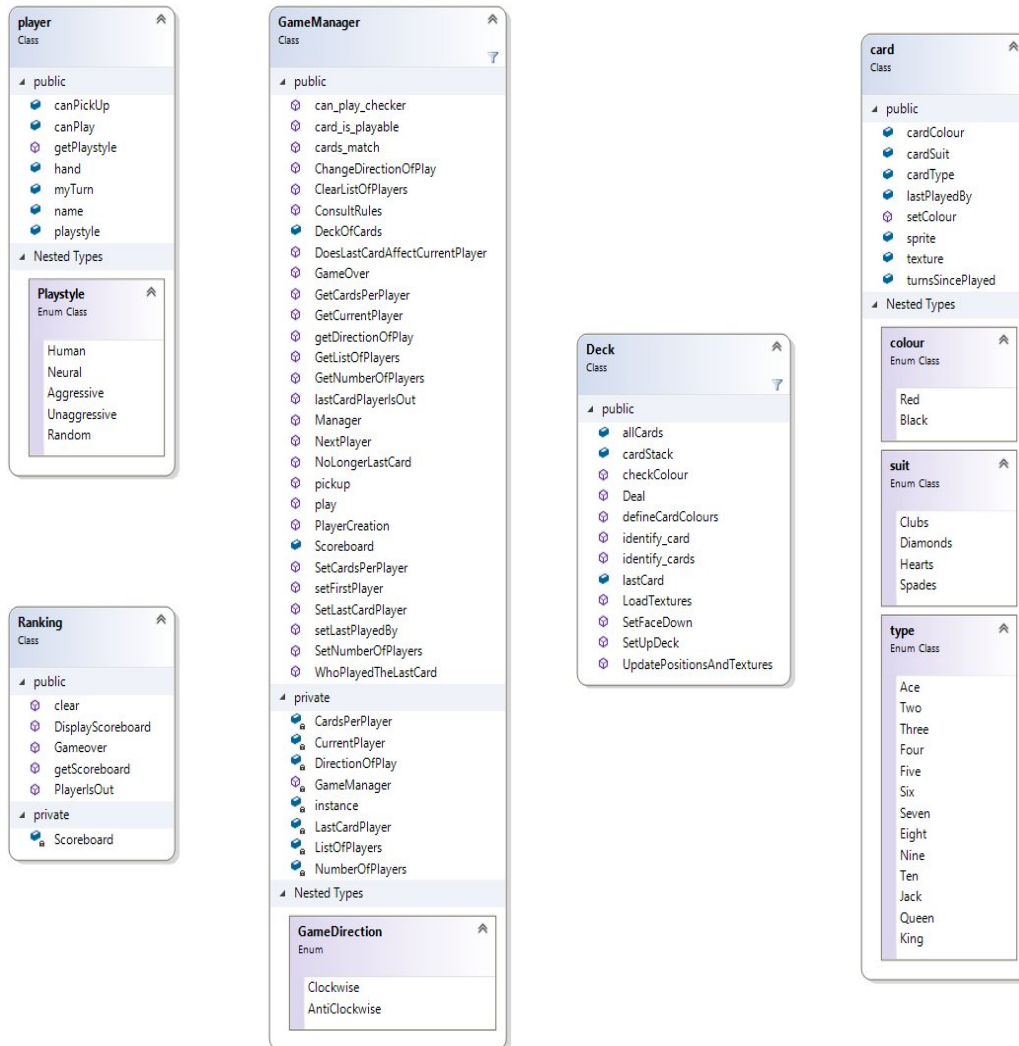 player
Class
public
canPickUp
canPlay
getPlaystyle
hand
myTurn
name
playstyle
Nested Types
Playstyle
Enum Class
Human
Neural
Aggressive
Unaggressive
Random
Ranking
Class
public
clear
DisplayScoreboard
Gameover
getScoreboard
PlayerIsOut
private
Scoreboard
GameManager
Class
public
can_play_checker
card_is_playable
cards_match
ChangeDirectionOfPlay
ClearListOfPlayers
ConsultRules
DeckOfCards
DoesLastCardAffectCurrentPlayer
GameOver
GetCardsPerPlayer
GetCurrentPlayer
getDirectionOfPlay
GetListOfPlayers
GetNumberOfPlayers
lastCardPlayerIsOut
Manager
NextPlayer
NoLongerLastCard
pickup
play
PlayerCreation
Scoreboard
SetCardsPerPlayer
setFirstPlayer
SetLastCardPlayer
setLastPlayedBy
SetNumberOfPlayers
WhoPlayedTheLastCard
private
CardsPerPlayer
CurrentPlayer
DirectionOfPlay
GameManager
instance
LastCardPlayer
ListOfPlayers
NumberOfPlayers
Nested Types
GameDirection
Enum
Clockwise
AntiClockwise
Deck
Class
public
allCards
cardStack
checkColour
Deal
defineCardColours
identify_card
identify_cards
lastCard
LoadTextures
SetFaceDown
SetUpDeck
UpdatePositionsAndTextures
card
Class
public
cardColour
cardSuit
cardType
lastPlayedBy
setColour
sprite
texture
turnsSincePlayed
Nested Types
colour
Enum Class
Red
Black
suit
Enum Class
Clubs
Diamonds
Hearts
Spades
type
Enum Class
Ace
Two
Three
Four
Five
Six
Seven
Eight
Nine
Ten
Jack
Queen
King